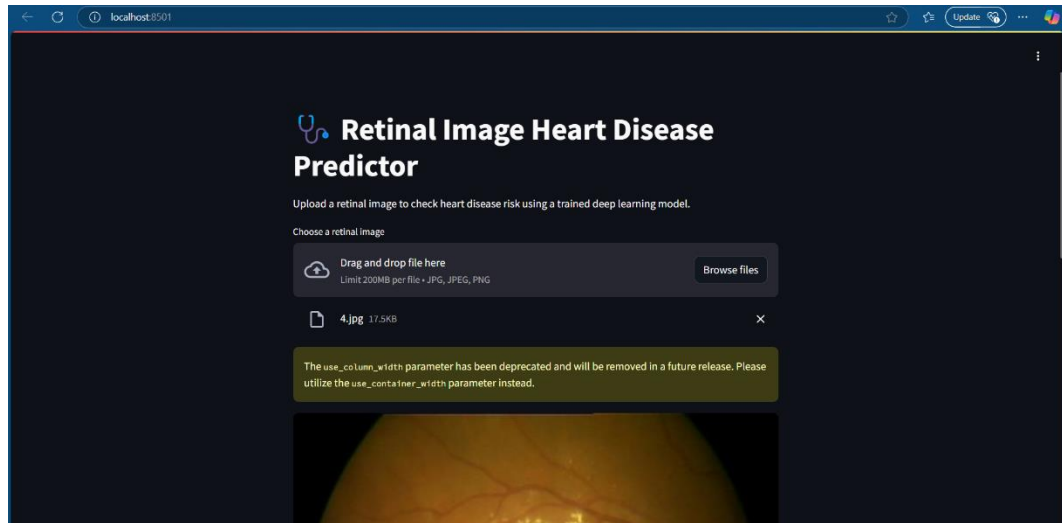 localhost:8501
Update
Retinal Image Heart Disease
Predictor
Upload a retinal image to check heart disease risk using a trained deep learning model.
Choose a retinal image
Drag and drop file here
Limit 200MB per file • JPG, JPEG, PNG
Browse files
4.jpg 17.5KB
The use_column_width parameter has been deprecated and will be removed in a future release. Please
utilize the use_container_width parameter instead.